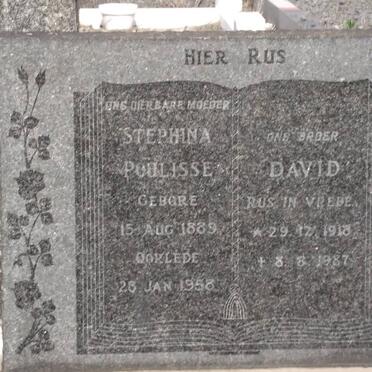 HIER RUS
ONS DIERBARE MOEDER
STEPHINA
POULISSE
GEBORE
15 AUG 1889
OORLEDE
28 JAN 1958
ONS BROER
DAVID
RUS IN VREDE
* 29.12.1918
+ 8.8.1987